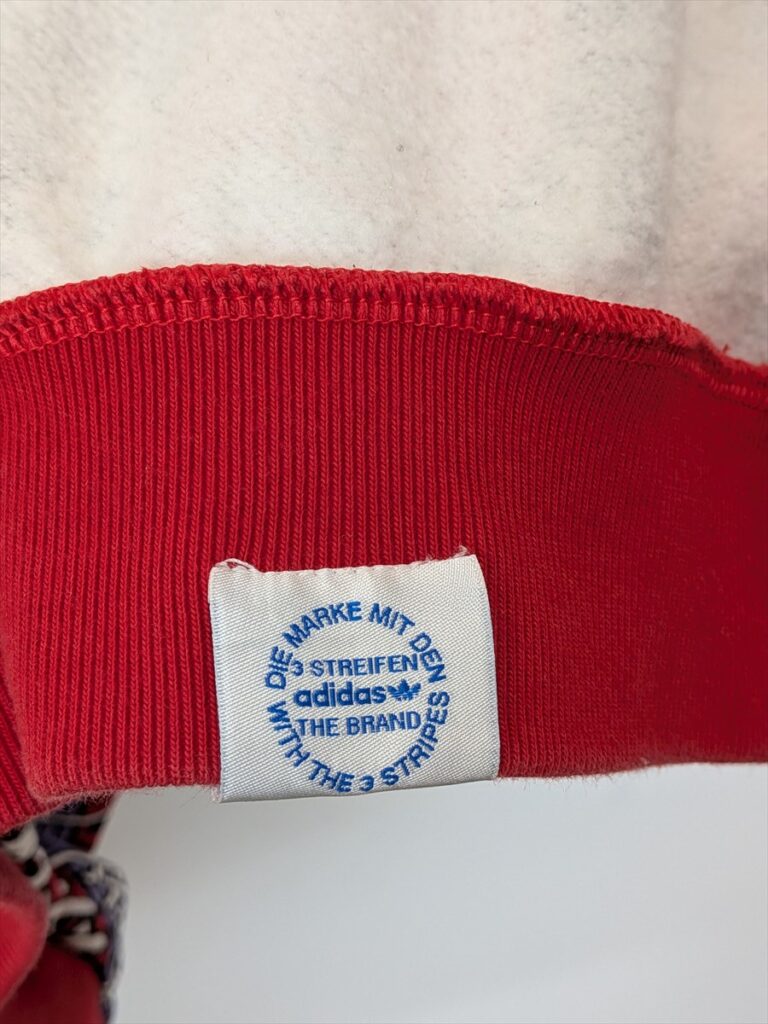 DIE MARKE MIT DEN
3 STREIFEN
adidas
THE BRAND
WITH THE 3 STRIPES